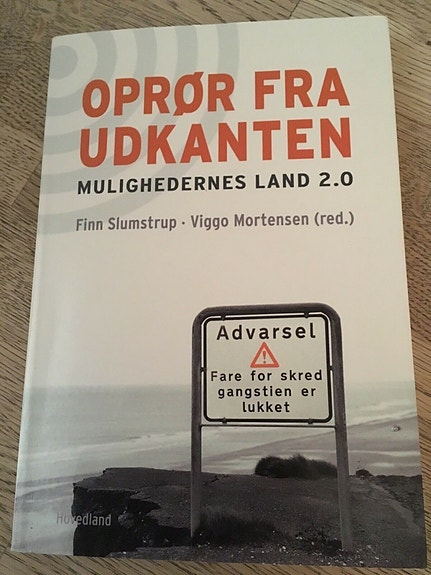 OPRØR FRA
UDKANTEN
MULIGHEDERNES LAND 2.0
Finn Slumstrup · Viggo Mortensen (red.)
Advarsel
Fare for skred
gangstien er
lukket
Hovedland